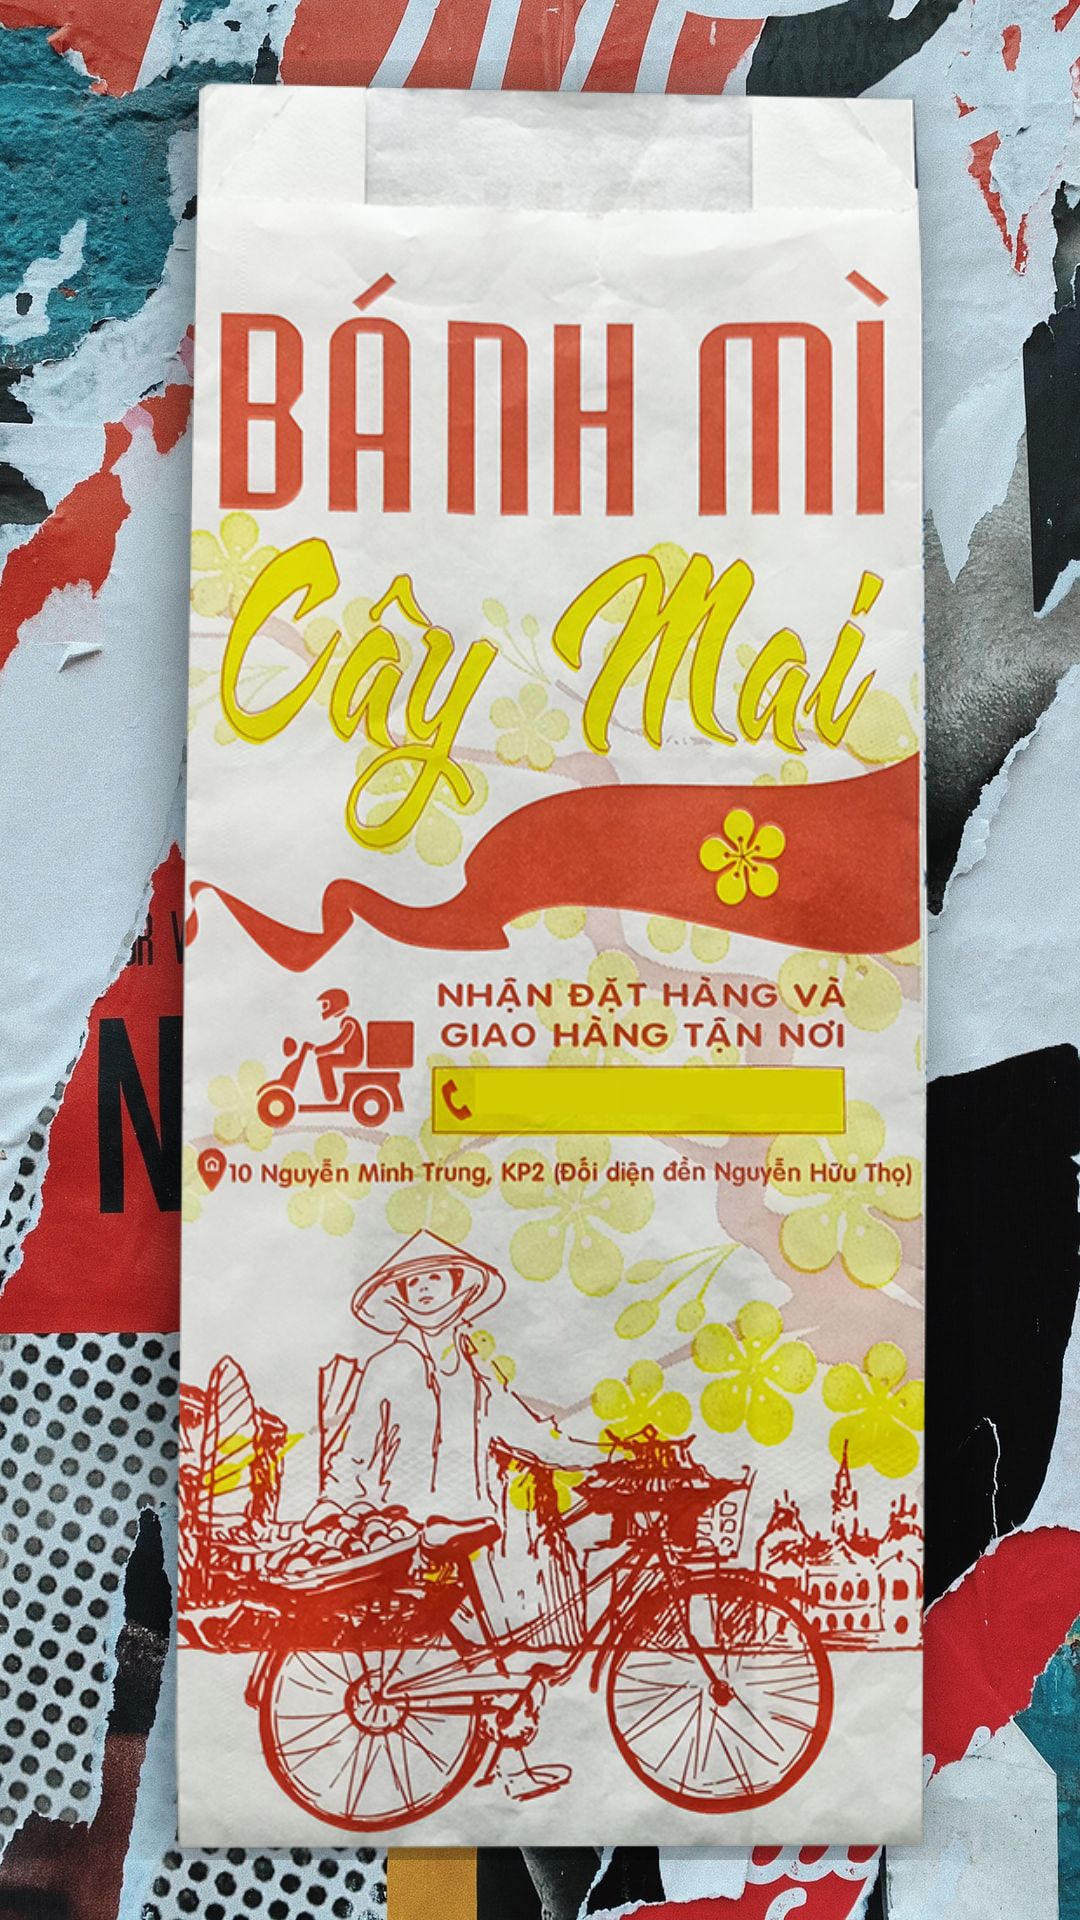 BÁNH MÌ
Cây Mai
NHẬN ĐẶT HÀNG VÀ
GIAO HÀNG TẬN NƠI
10 Nguyễn Minh Trung, KP2 (Đối diện đền Nguyễn Hữu Thọ)
N